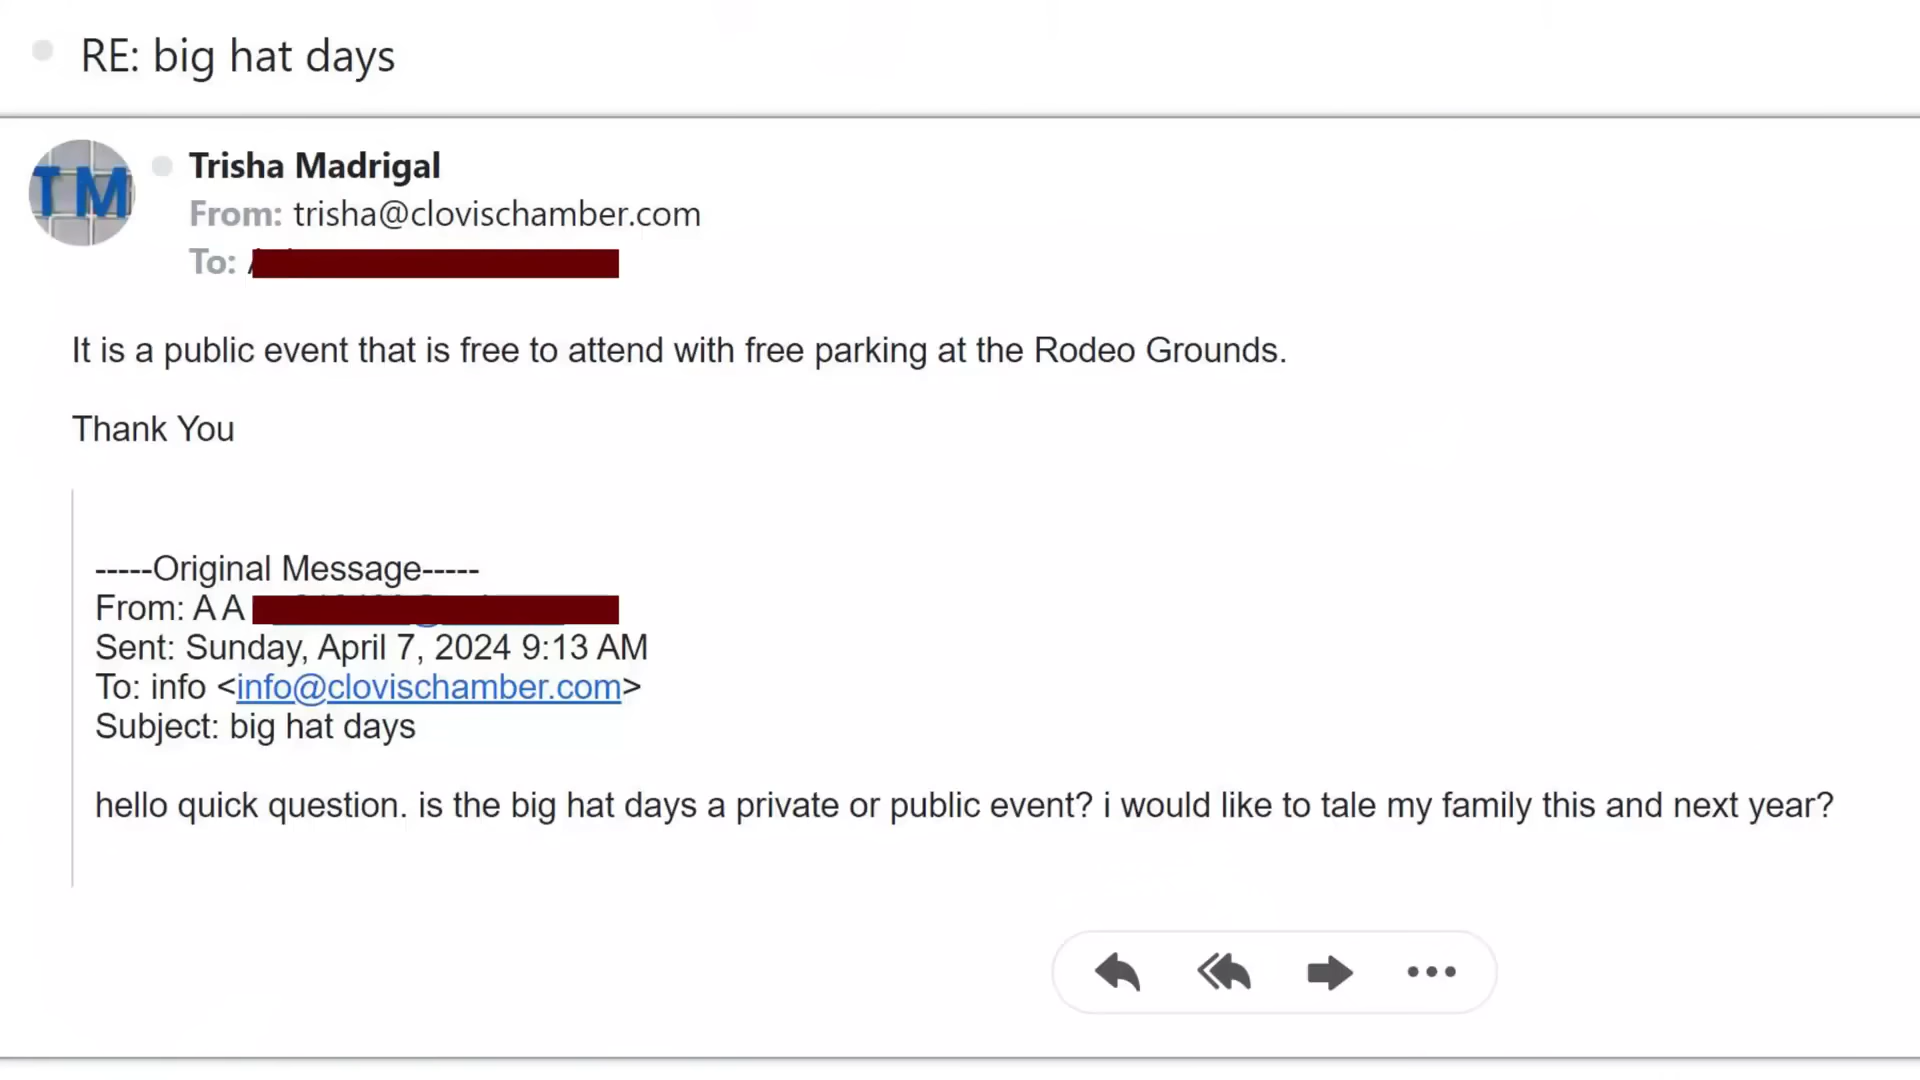 RE: big hat days
TM
Trisha Madrigal
From: trisha@clovischamber.com
To:
It is a public event that is free to attend with free parking at the Rodeo Grounds.
Thank You
-----Original Message-----
From: A A
Sent: Sunday, April 7, 2024 9:13 AM
To: info <info@clovischamber.com>
Subject: big hat days
hello quick question. is the big hat days a private or public event? i would like to tale my family this and next year?